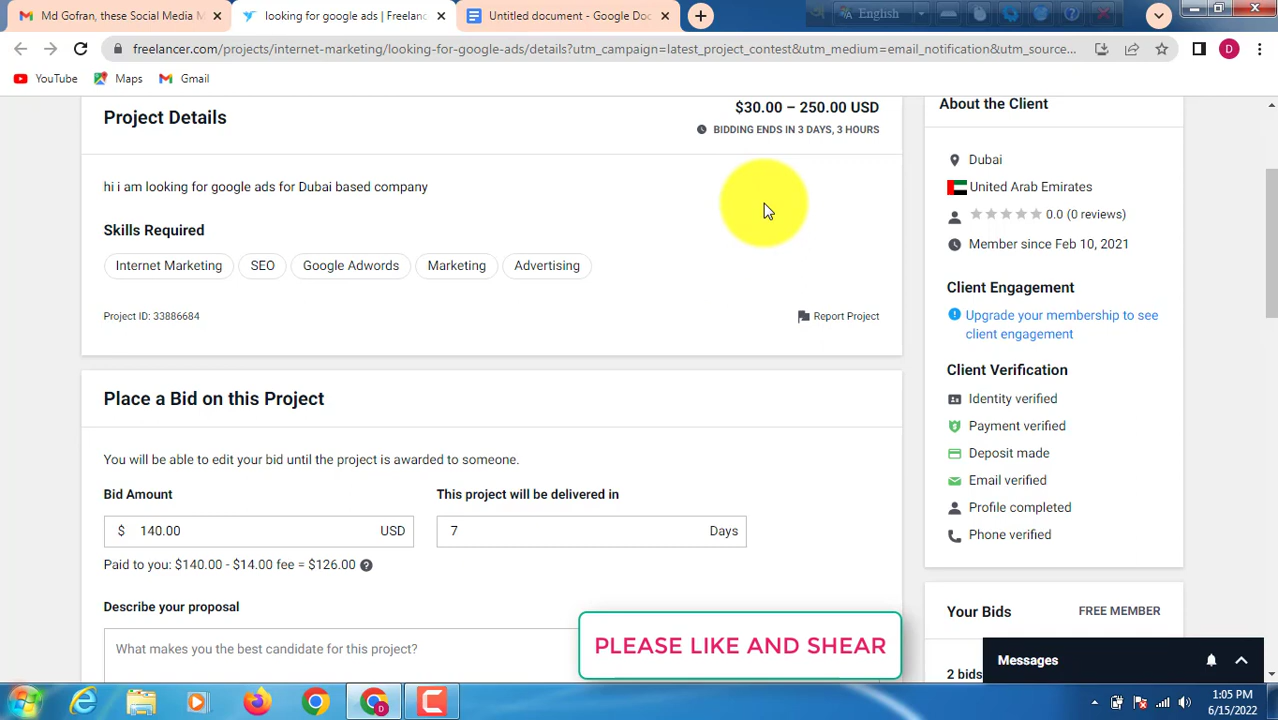 Md Gofran, these Social Media M
looking for google ads | Freelanc
Untitled document - Google Doc
English
freelancer.com/projects/internet-marketing/looking-for-google-ads/details?utm_campaign=latest_project_contest&utm_medium=email_notification&utm_source...
D
YouTube
Maps
Gmail
Project Details
$30.00 – 250.00 USD
BIDDING ENDS IN 3 DAYS, 3 HOURS
hi i am looking for google ads for Dubai based company
Skills Required
Internet Marketing
SEO
Google Adwords
Marketing
Advertising
Project ID: 33886684
Report Project
Place a Bid on this Project
You will be able to edit your bid until the project is awarded to someone.
Bid Amount
This project will be delivered in
$ 140.00 USD
7 Days
Paid to you: $140.00 - $14.00 fee = $126.00
Describe your proposal
What makes you the best candidate for this project?
PLEASE LIKE AND SHEAR
About the Client
Dubai
United Arab Emirates
0.0 (0 reviews)
Member since Feb 10, 2021
Client Engagement
Upgrade your membership to see
client engagement
Client Verification
Identity verified
Payment verified
Deposit made
Email verified
Profile completed
Phone verified
Your Bids
FREE MEMBER
2 bids
Messages
1:05 PM
6/15/2022